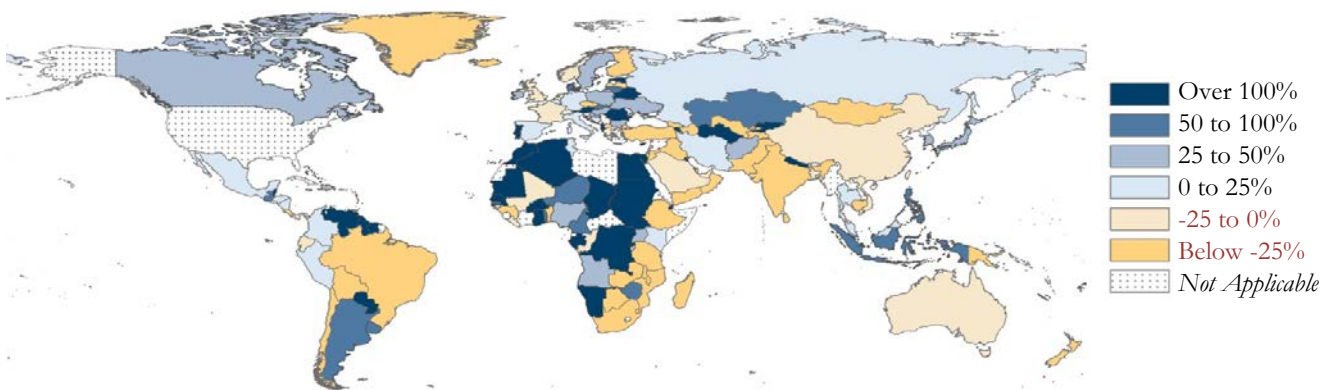 Over 100%
50 to 100%
25 to 50%
0 to 25%
-25 to 0%
Below -25%
Not Applicable